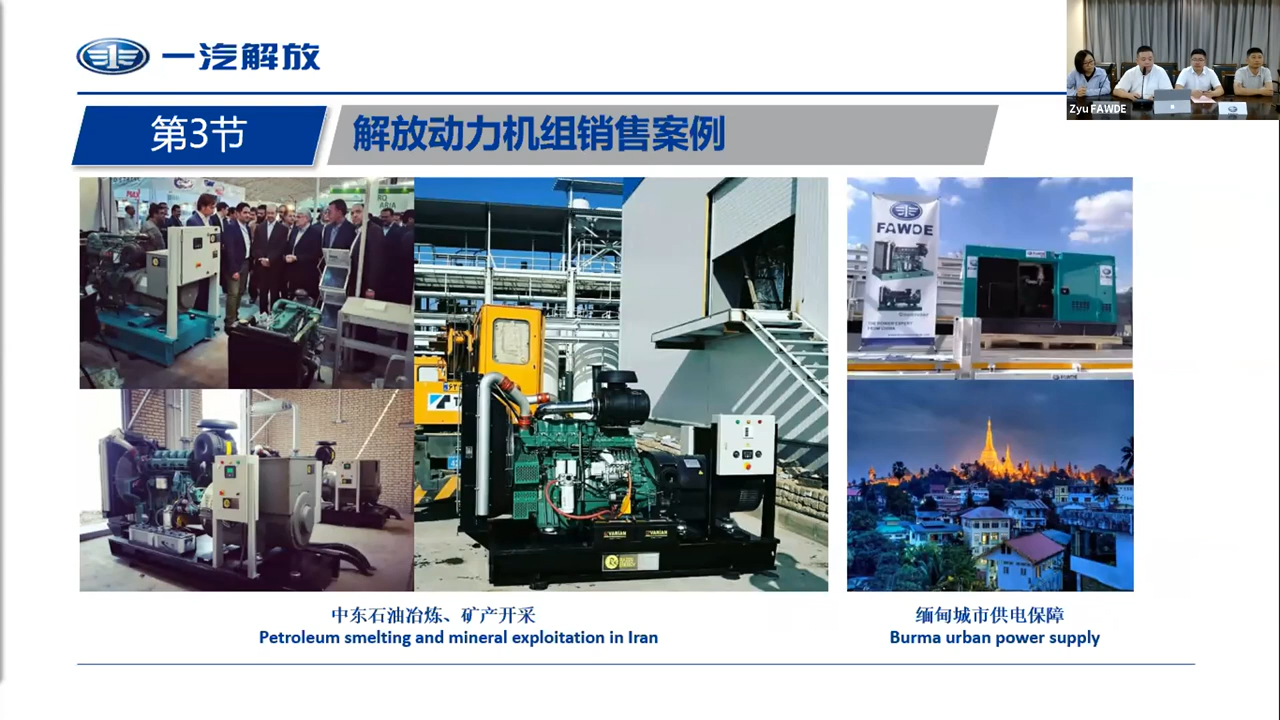 一汽解放
Zyu FAWDE
第3节
解放动力机组销售案例
FAWDE
VARIAN
VARIAN
中东石油冶炼、矿产开采
Petroleum smelting and mineral exploitation in Iran
缅甸城市供电保障
Burma urban power supply